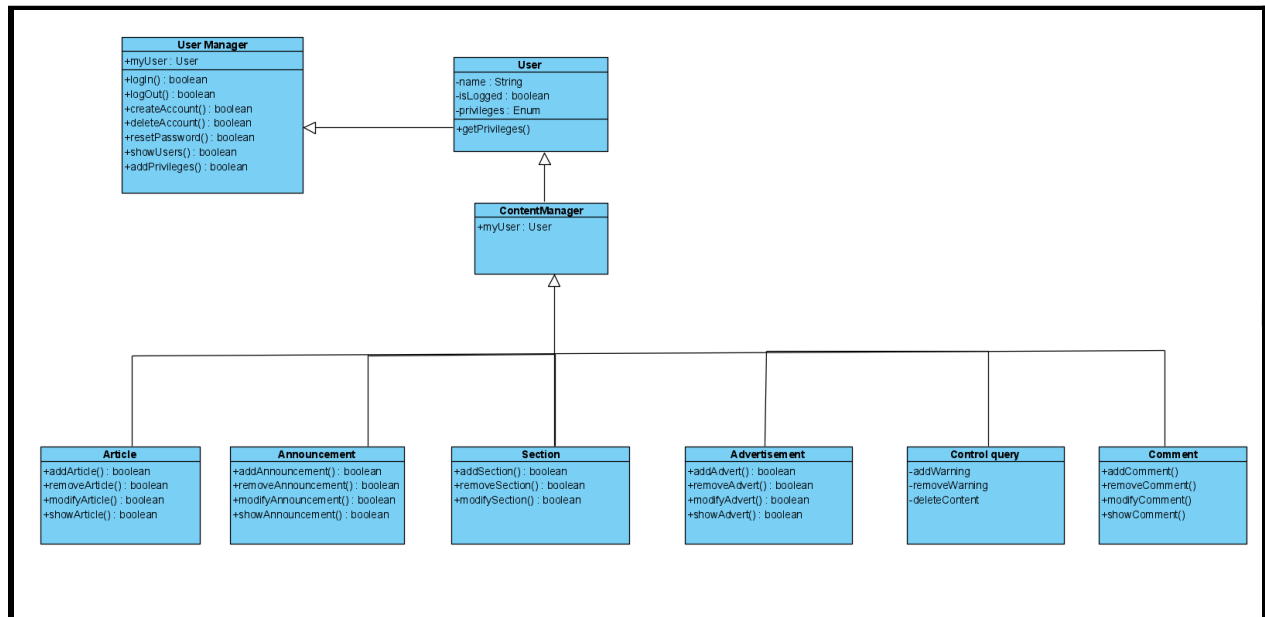 User Manager
+myUser : User
+logIn() : boolean
+logOut() : boolean
+createAccount() : boolean
+deleteAccount() : boolean
+resetPassword() : boolean
+showUsers() : boolean
+addPrivileges() : boolean
User
-name : String
-isLogged : boolean
-privileges : Enum
+getPrivileges()
ContentManager
+myUser : User
Article
+addArticle() : boolean
+removeArticle() : boolean
+modifyArticle() : boolean
+showArticle() : boolean
Announcement
+addAnnouncement() : boolean
+removeAnnouncement() : boolean
+modifyAnnouncement() : boolean
+showAnnouncement() : boolean
Section
+addSection() : boolean
+removeSection() : boolean
+modifySection() : boolean
Advertisement
+addAdvert() : boolean
+removeAdvert() : boolean
+modifyAdvert() : boolean
+showAdvert() : boolean
Control query
-addWarning
-removeWarning
-deleteContent
Comment
+addComment()
+removeComment()
+modifyComment()
+showComment()